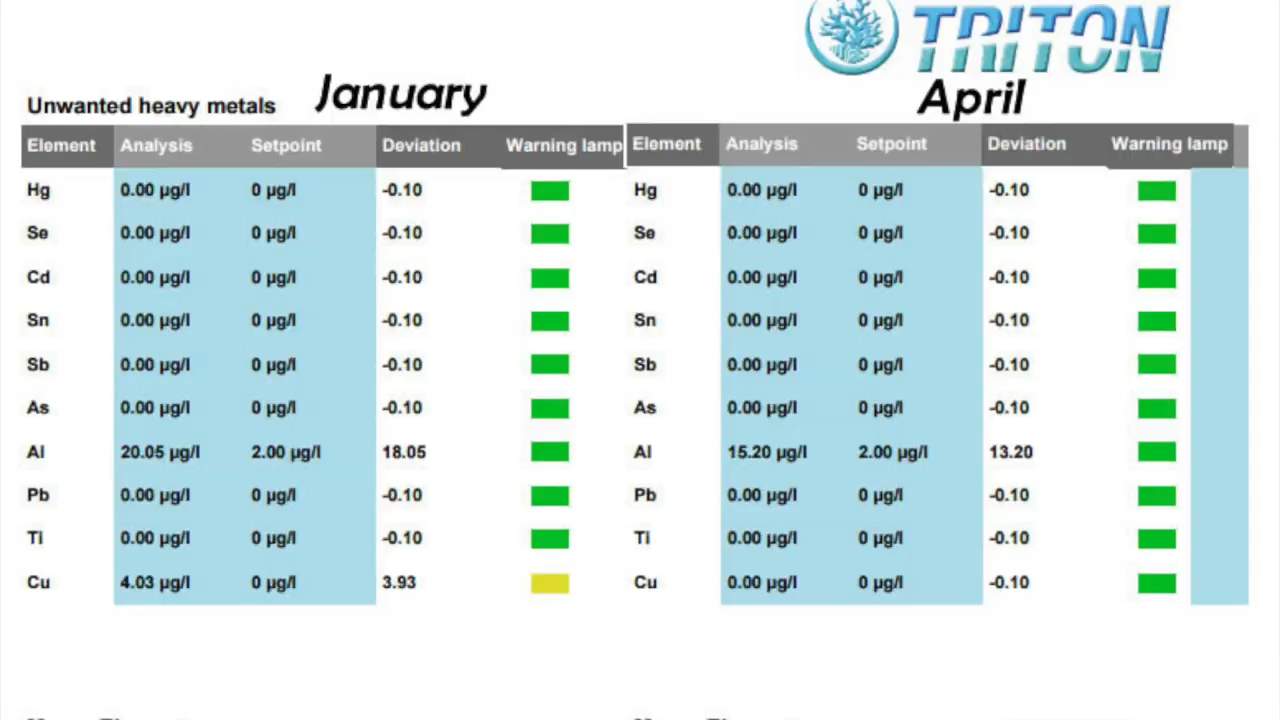 TRITON
January
April
Unwanted heavy metals
Element Analysis Setpoint Deviation Warning lamp Element Analysis Setpoint Deviation Warning lamp
Hg 0.00 µg/l 0 µg/l -0.10 Hg 0.00 µg/l 0 µg/l -0.10
Se 0.00 µg/l 0 µg/l -0.10 Se 0.00 µg/l 0 µg/l -0.10
Cd 0.00 µg/l 0 µg/l -0.10 Cd 0.00 µg/l 0 µg/l -0.10
Sn 0.00 µg/l 0 µg/l -0.10 Sn 0.00 µg/l 0 µg/l -0.10
Sb 0.00 µg/l 0 µg/l -0.10 Sb 0.00 µg/l 0 µg/l -0.10
As 0.00 µg/l 0 µg/l -0.10 As 0.00 µg/l 0 µg/l -0.10
Al 20.05 µg/l 2.00 µg/l 18.05 Al 15.20 µg/l 2.00 µg/l 13.20
Pb 0.00 µg/l 0 µg/l -0.10 Pb 0.00 µg/l 0 µg/l -0.10
Ti 0.00 µg/l 0 µg/l -0.10 Ti 0.00 µg/l 0 µg/l -0.10
Cu 4.03 µg/l 0 µg/l 3.93 Cu 0.00 µg/l 0 µg/l -0.10